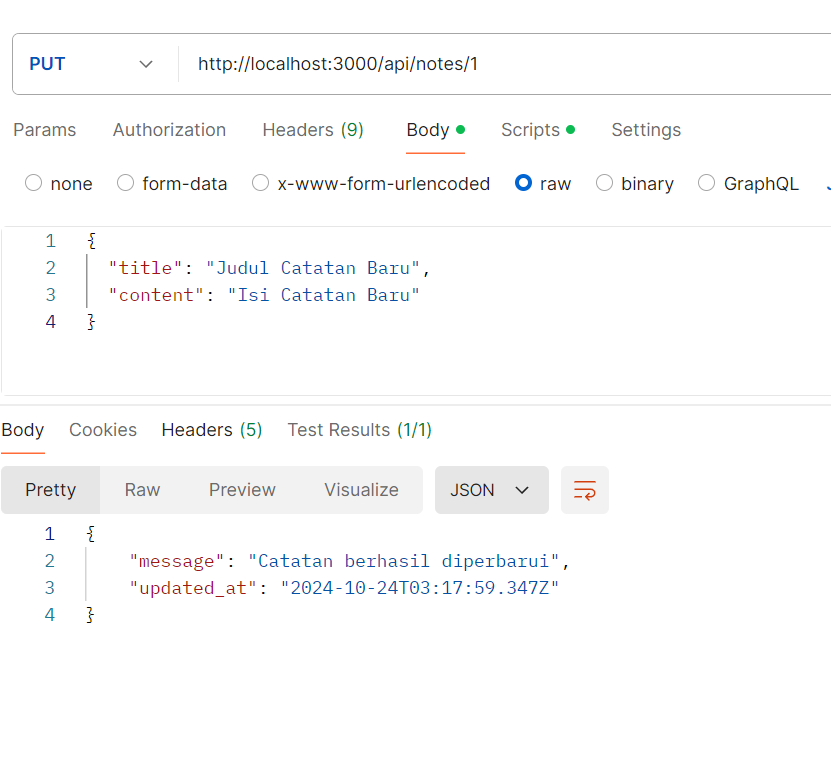 PUT http://localhost:3000/api/notes/1
Params Authorization Headers (9) Body Scripts Settings
none form-data x-www-form-urlencoded raw binary GraphQL
1 {
2 "title": "Judul Catatan Baru",
3 "content": "Isi Catatan Baru"
4 }
Body Cookies Headers (5) Test Results (1/1)
Pretty Raw Preview Visualize JSON
1 {
2 "message": "Catatan berhasil diperbarui",
3 "updated_at": "2024-10-24T03:17:59.347Z"
4 }